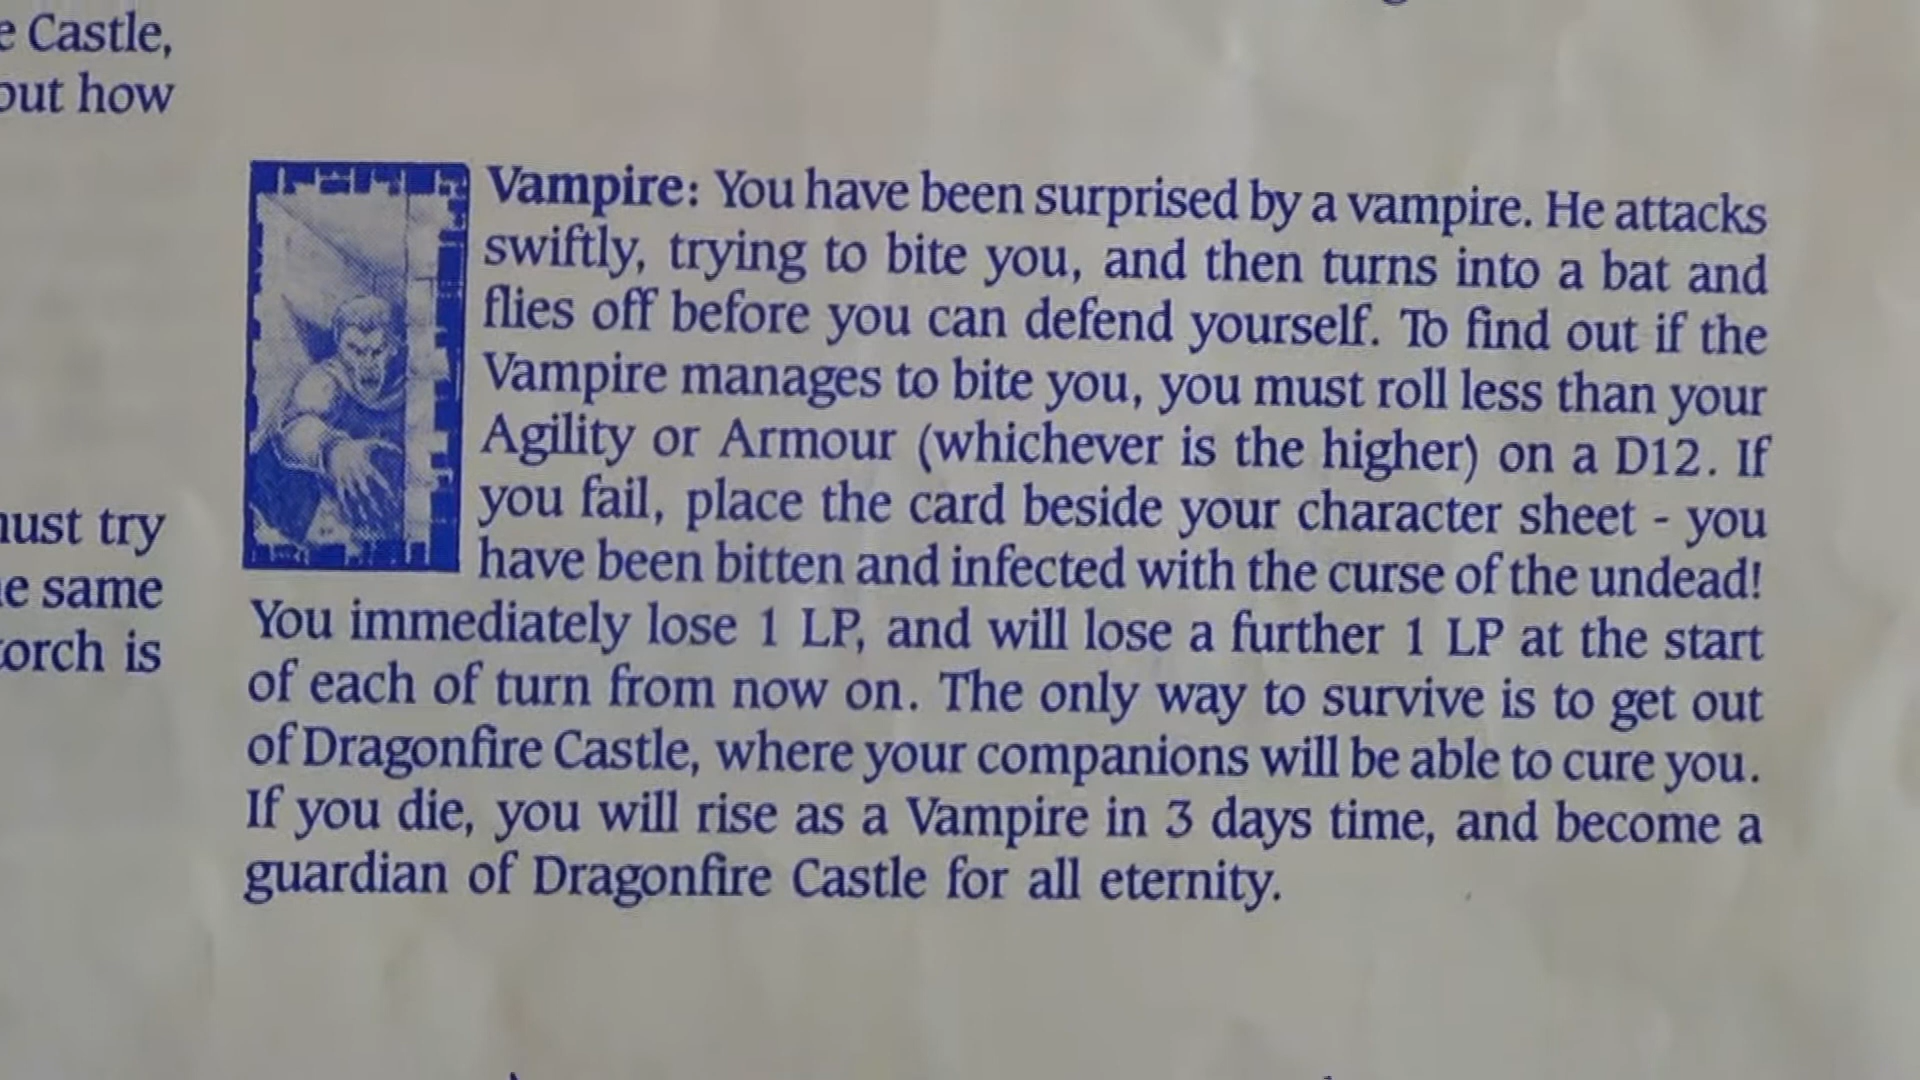 e Castle,
out how
must try
e same
torch is
Vampire: You have been surprised by a vampire. He attacks
swiftly, trying to bite you, and then turns into a bat and
flies off before you can defend yourself. To find out if the
Vampire manages to bite you, you must roll less than your
Agility or Armour (whichever is the higher) on a D12. If
you fail, place the card beside your character sheet - you
have been bitten and infected with the curse of the undead!
You immediately lose 1 LP, and will lose a further 1 LP at the start
of each of turn from now on. The only way to survive is to get out
of Dragonfire Castle, where your companions will be able to cure you.
If you die, you will rise as a Vampire in 3 days time, and become a
guardian of Dragonfire Castle for all eternity.